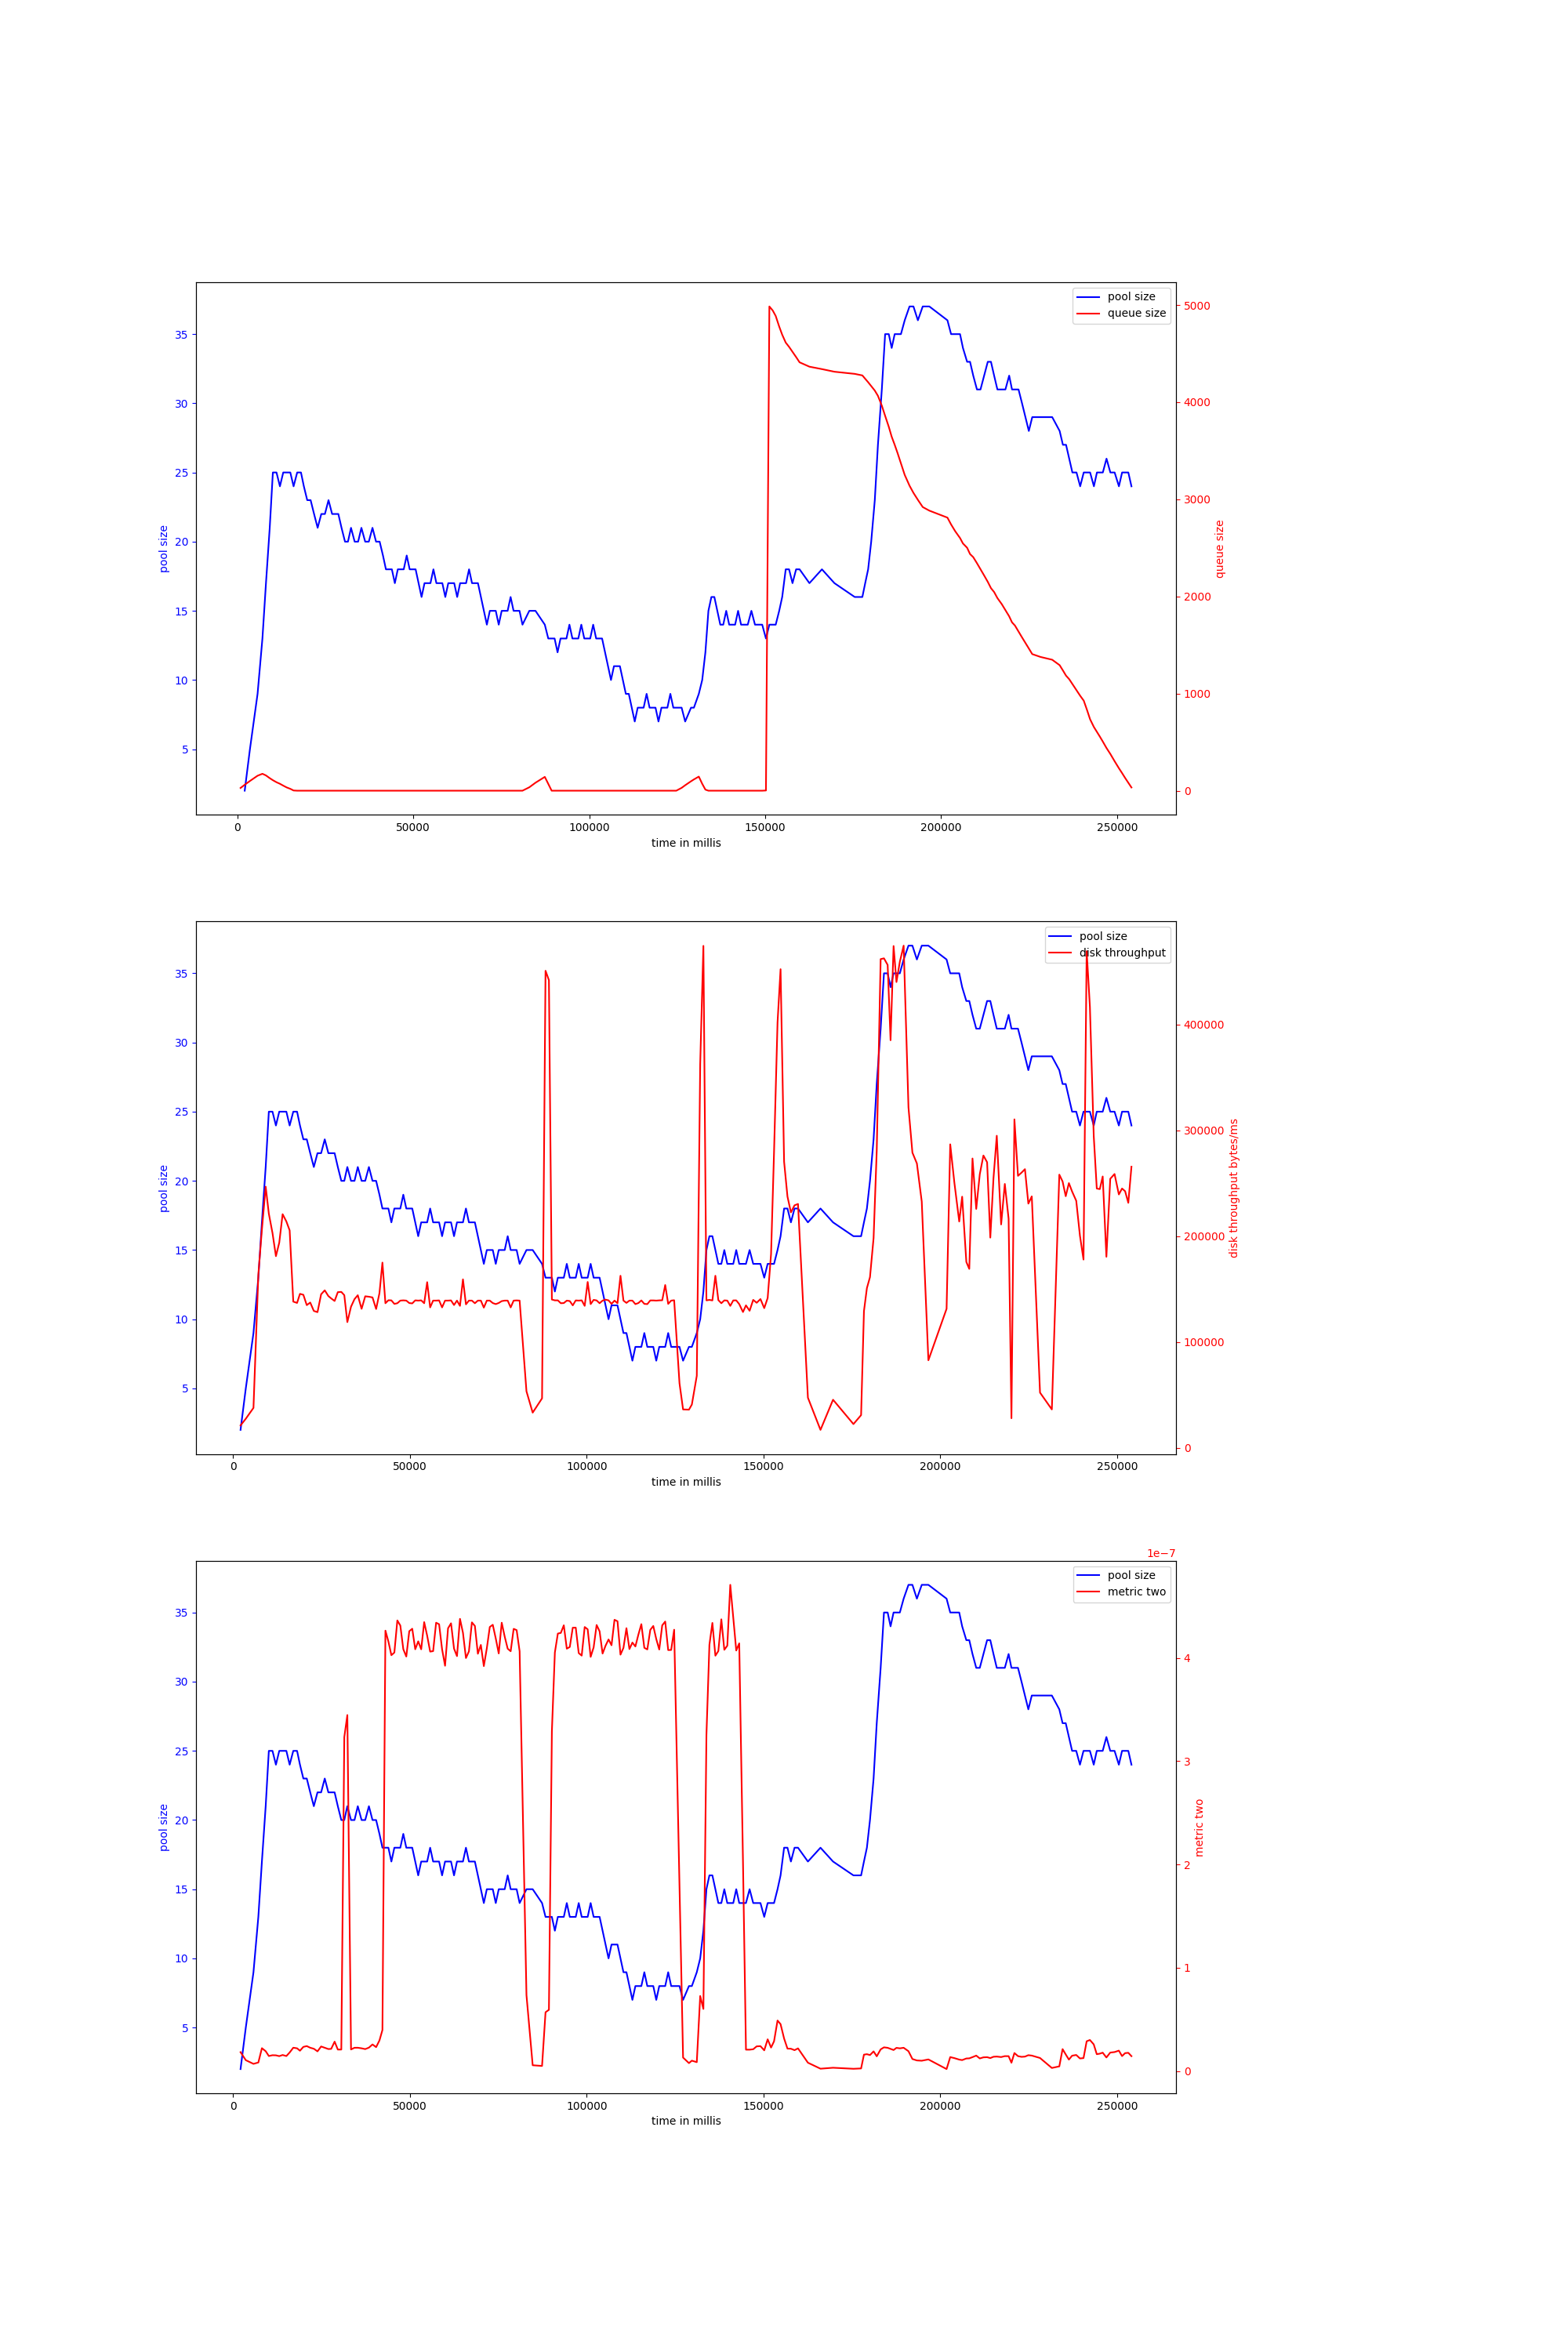 pool size
queue size
35
30
25
20
15
10
5
pool size
5000
4000
3000
2000
1000
0
queue size
0 50000 100000 150000 200000 250000
time in millis
pool size
disk throughput
35
30
25
20
15
10
5
pool size
400000
300000
200000
100000
0
disk throughput bytes/ms
0 50000 100000 150000 200000 250000
time in millis
1e−7
pool size
metric two
35
30
25
20
15
10
5
pool size
4
3
2
1
0
metric two
0 50000 100000 150000 200000 250000
time in millis